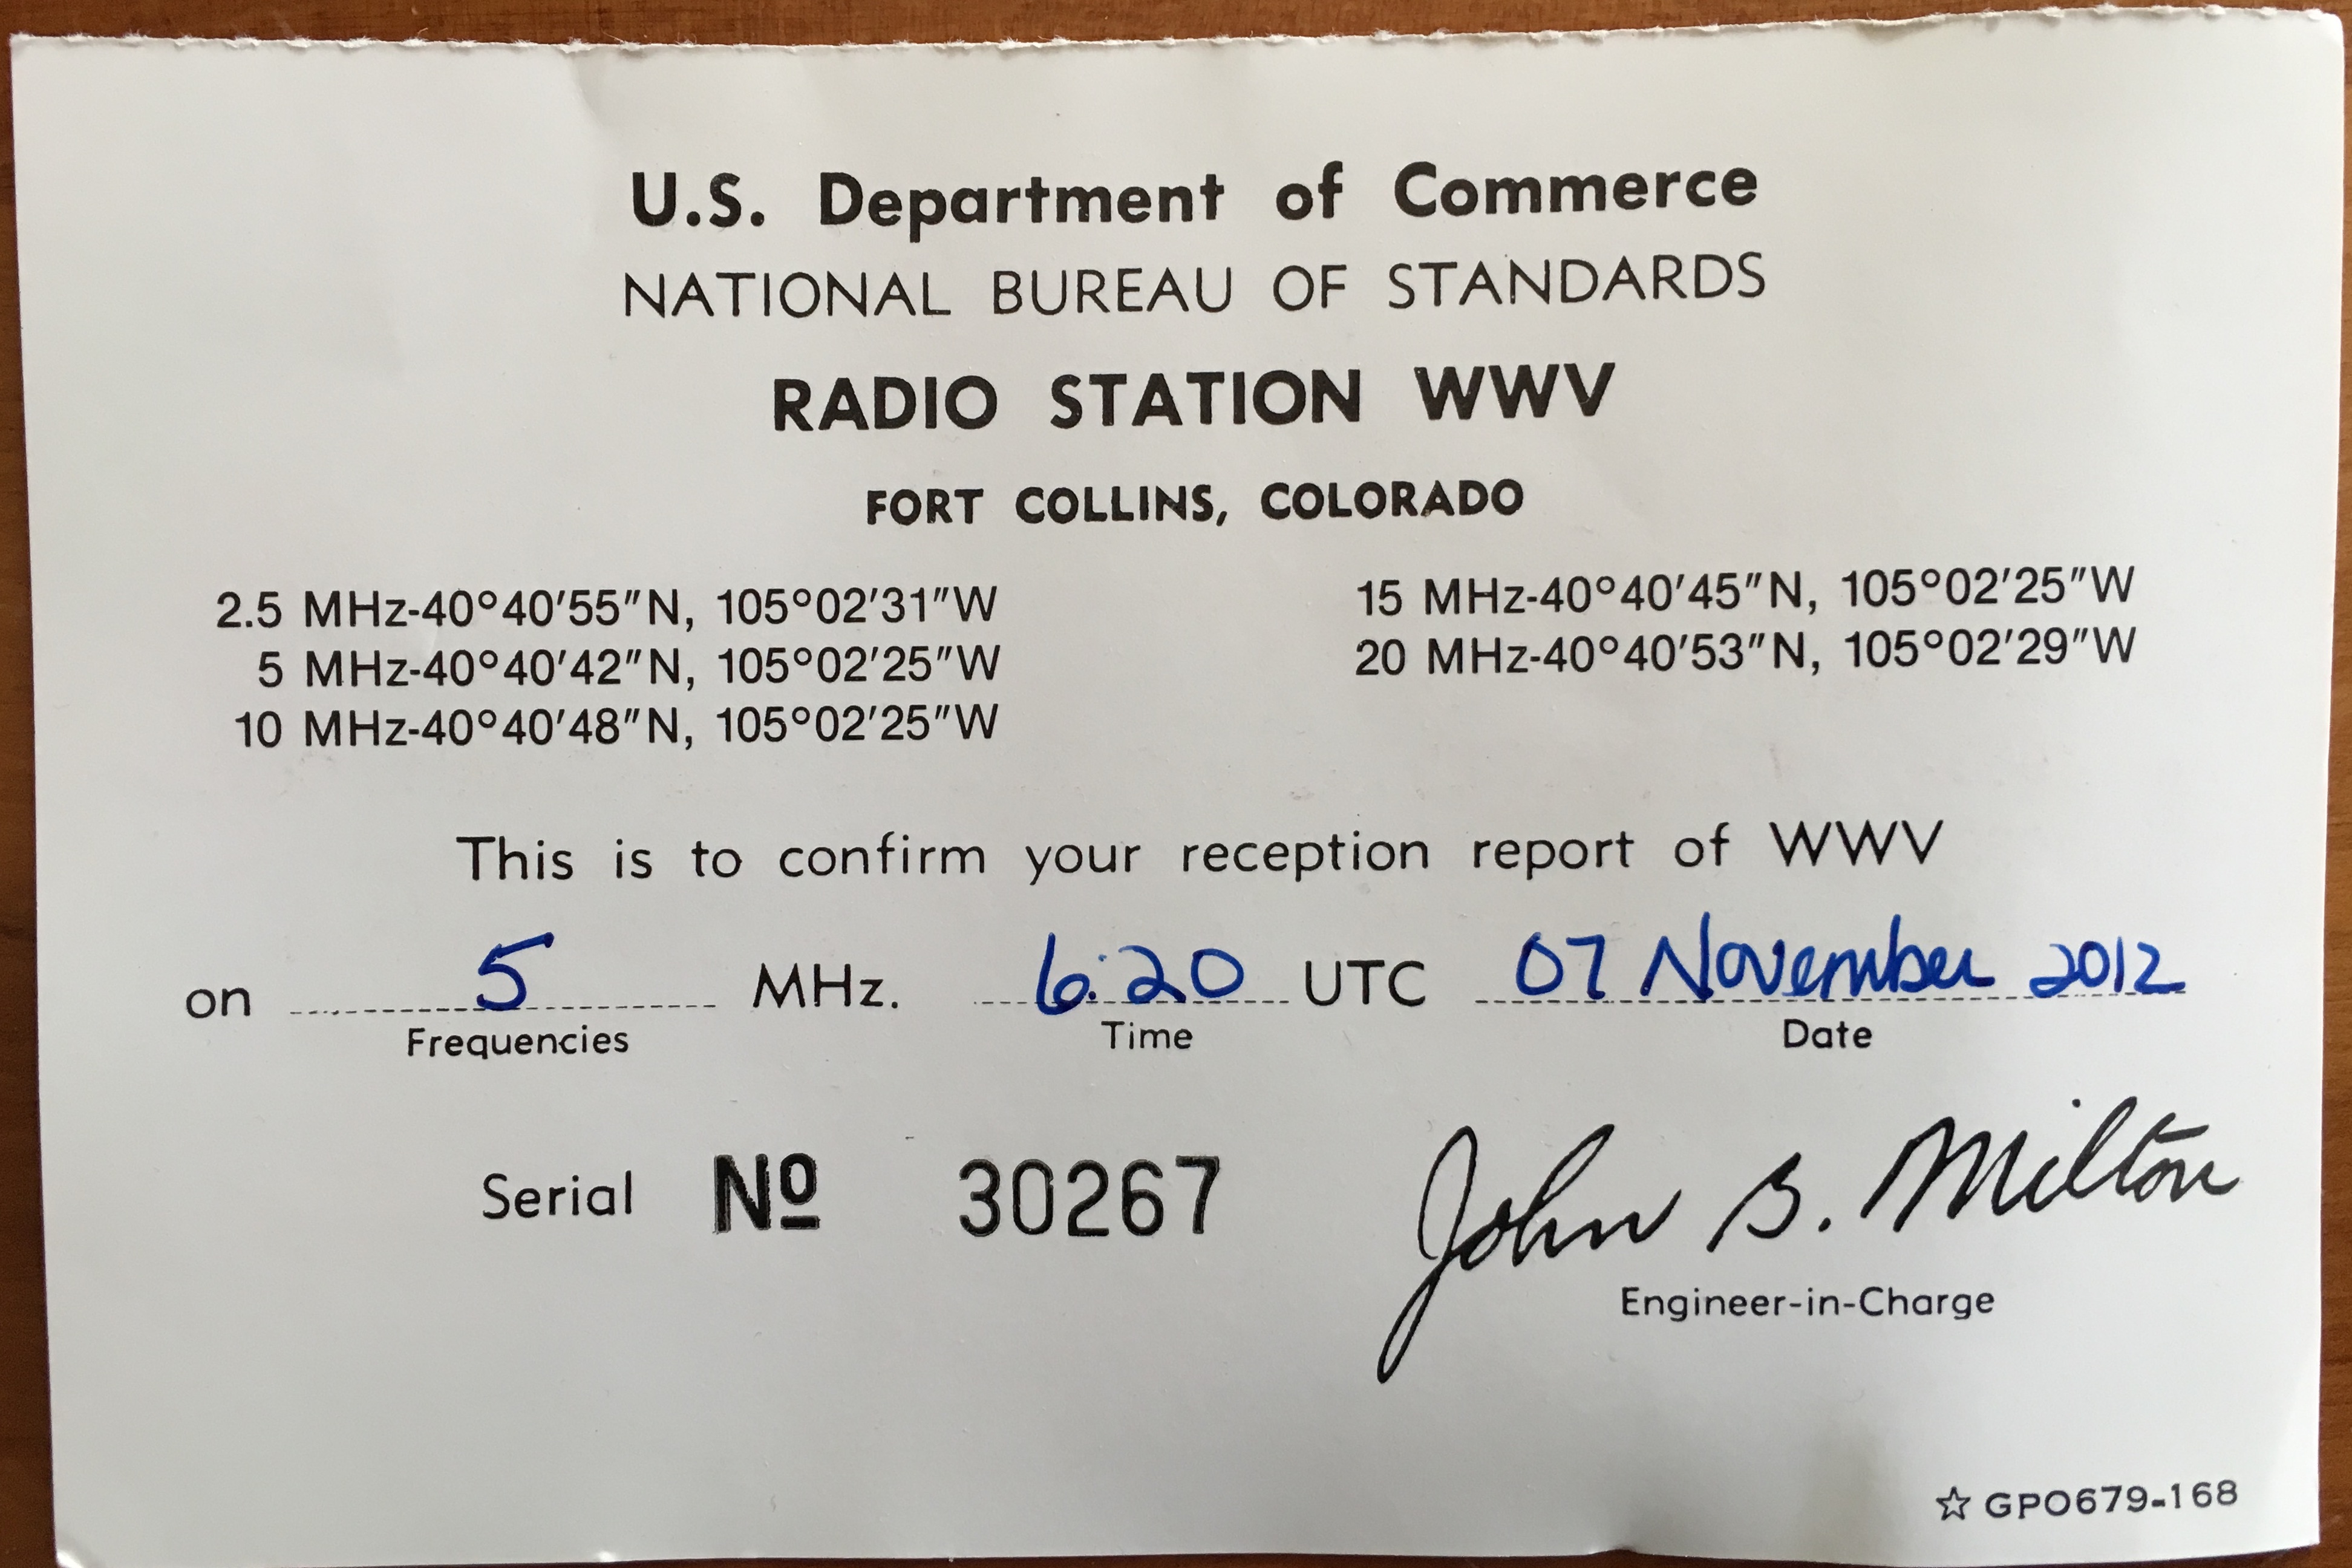 U.S. Department of Commerce
NATIONAL BUREAU OF STANDARDS
RADIO STATION WWV
FORT COLLINS, COLORADO
2.5 MHz-40°40′55″N, 105°02′31″W
5 MHz-40°40′42″N, 105°02′25″W
10 MHz-40°40′48″N, 105°02′25″W
15 MHz-40°40′45″N, 105°02′25″W
20 MHz-40°40′53″N, 105°02′29″W
This is to confirm your reception report of WWV
on 5 MHz. 6:20 UTC 07 November 2012
Frequencies Time Date
Serial № 30267
John B. Milton
Engineer-in-Charge
☆ GPO679-168